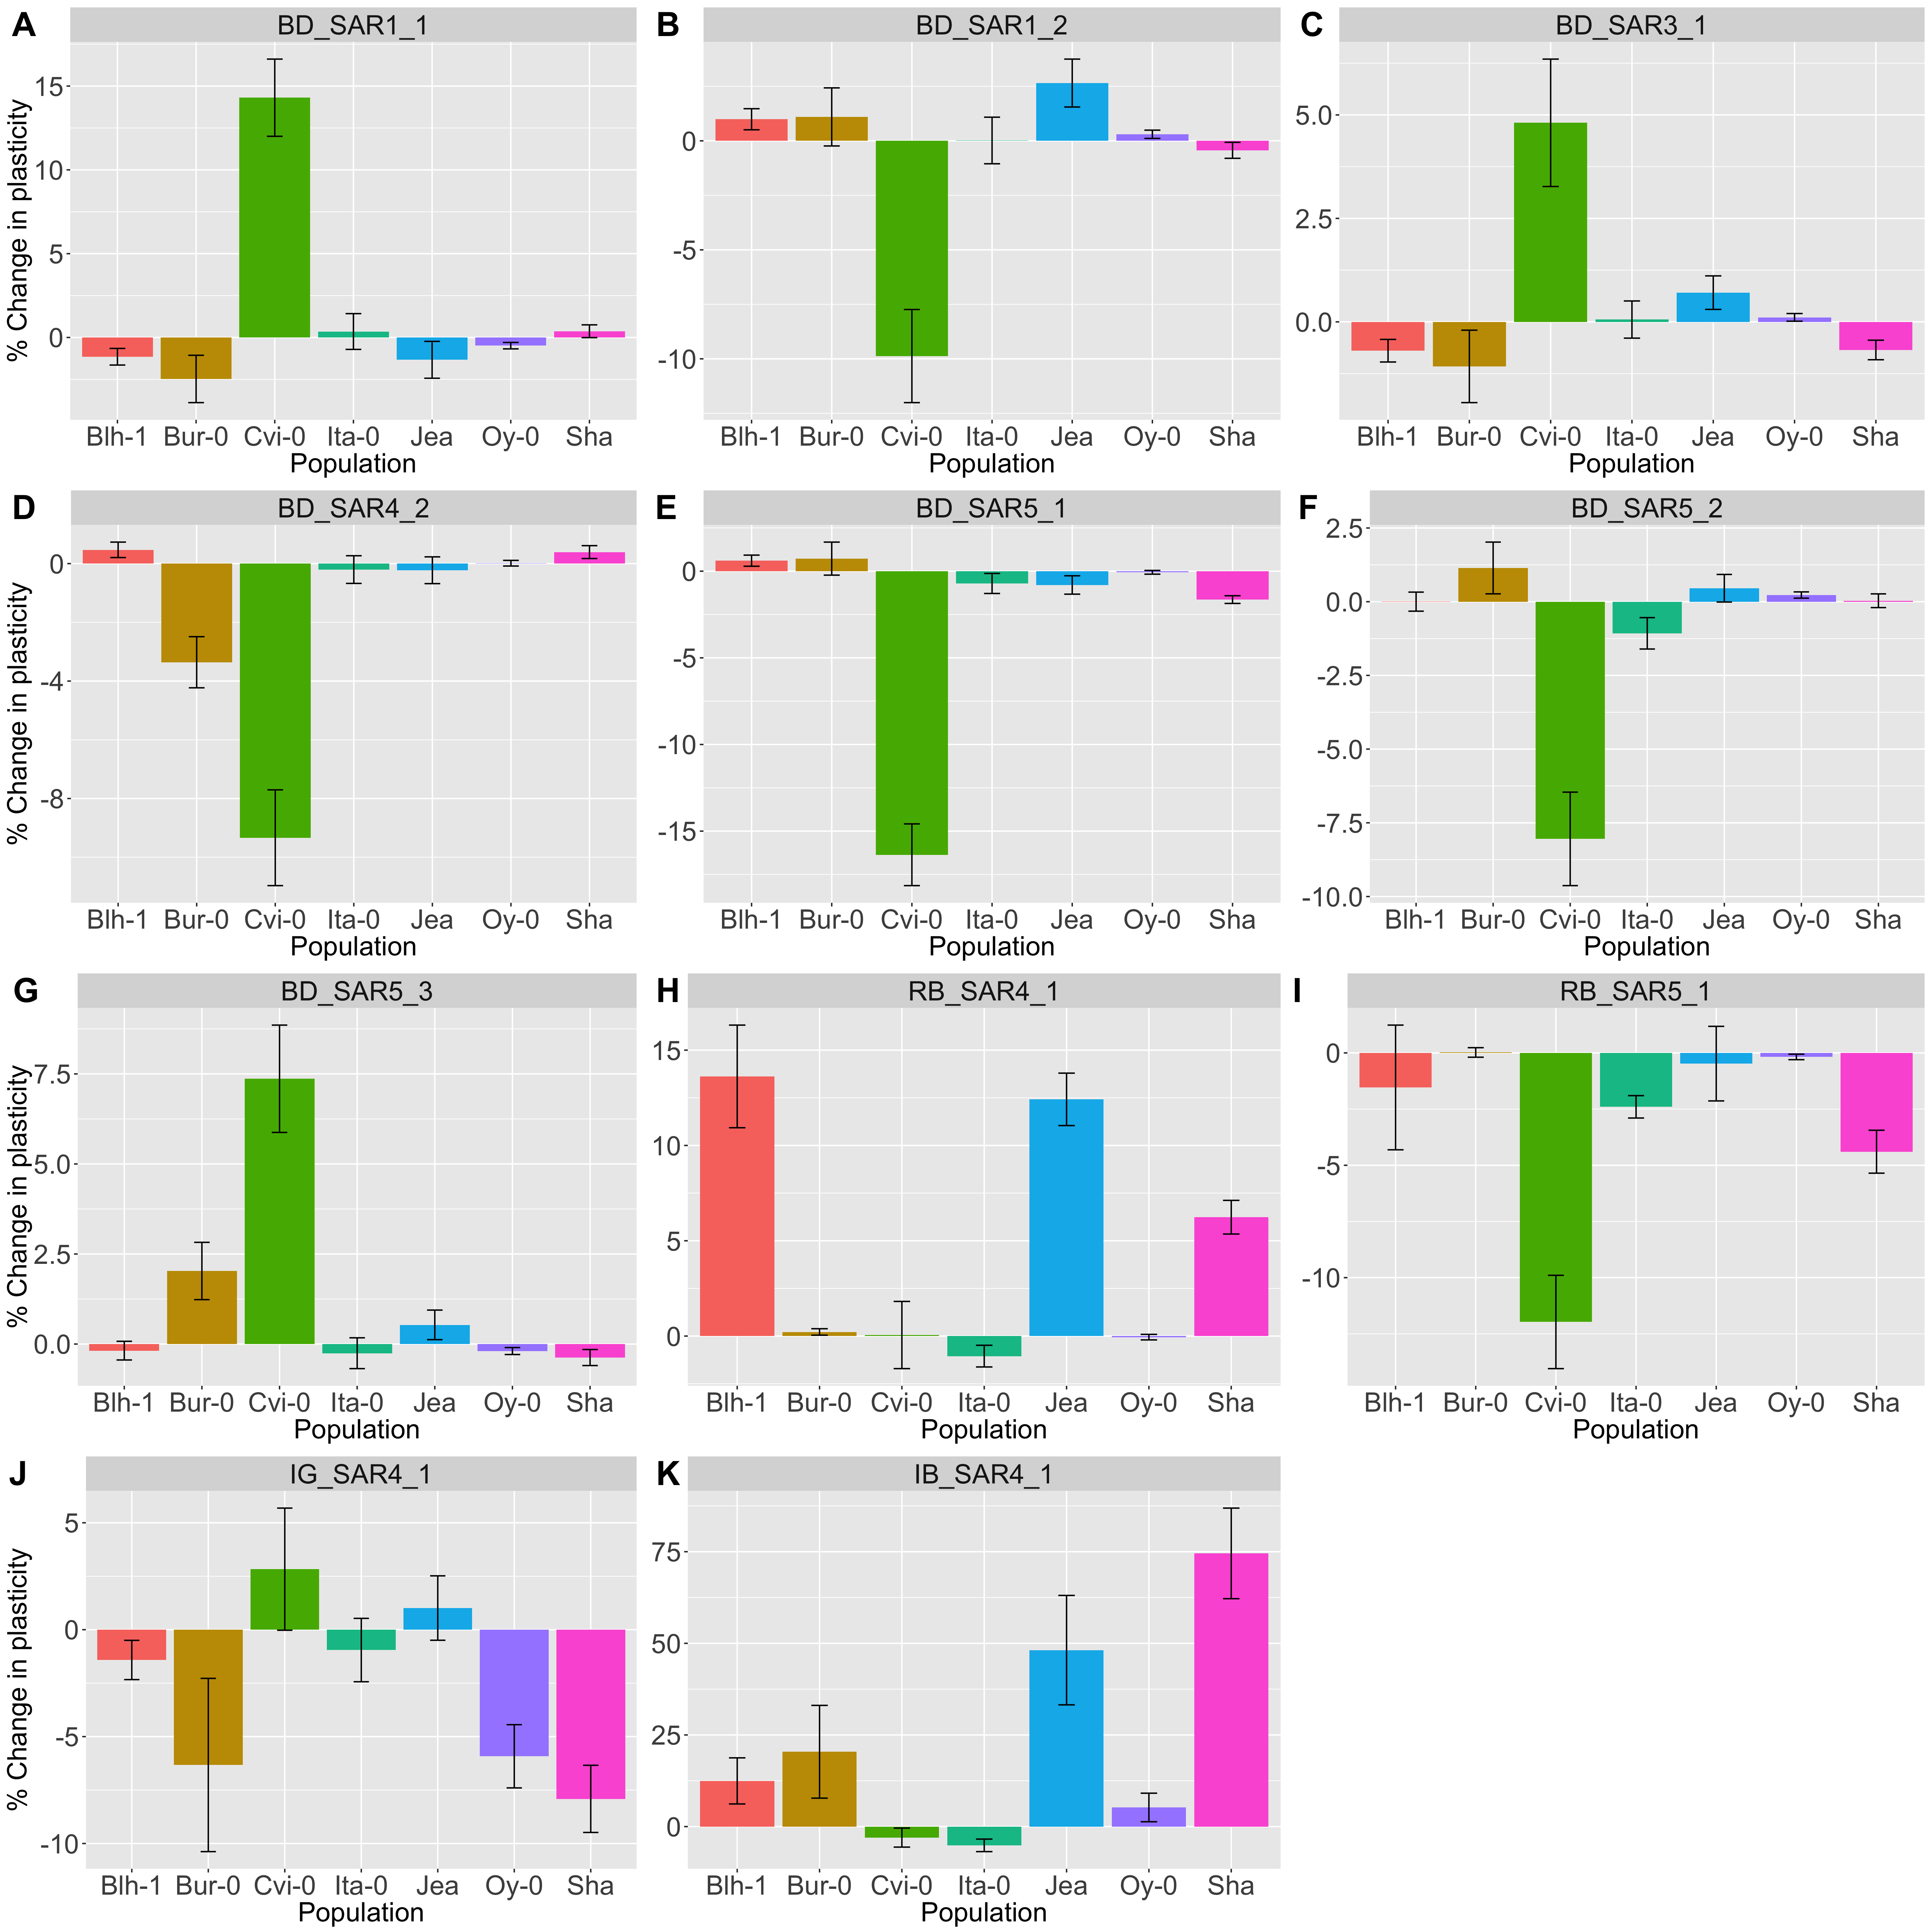 A BD_SAR1_1
% Change in plasticity
15
10
5
0
Blh-1 Bur-0 Cvi-0 Ita-0 Jea Oy-0 Sha
Population
B BD_SAR1_2
0
-5
-10
Blh-1 Bur-0 Cvi-0 Ita-0 Jea Oy-0 Sha
Population
C BD_SAR3_1
5.0
2.5
0.0
Blh-1 Bur-0 Cvi-0 Ita-0 Jea Oy-0 Sha
Population
D BD_SAR4_2
% Change in plasticity
0
-4
-8
Blh-1 Bur-0 Cvi-0 Ita-0 Jea Oy-0 Sha
Population
E BD_SAR5_1
0
-5
-10
-15
Blh-1 Bur-0 Cvi-0 Ita-0 Jea Oy-0 Sha
Population
F BD_SAR5_2
2.5
0.0
-2.5
-5.0
-7.5
-10.0
Blh-1 Bur-0 Cvi-0 Ita-0 Jea Oy-0 Sha
Population
G BD_SAR5_3
% Change in plasticity
7.5
5.0
2.5
0.0
Blh-1 Bur-0 Cvi-0 Ita-0 Jea Oy-0 Sha
Population
H RB_SAR4_1
15
10
5
0
Blh-1 Bur-0 Cvi-0 Ita-0 Jea Oy-0 Sha
Population
I RB_SAR5_1
0
-5
-10
Blh-1 Bur-0 Cvi-0 Ita-0 Jea Oy-0 Sha
Population
J IG_SAR4_1
% Change in plasticity
5
0
-5
-10
Blh-1 Bur-0 Cvi-0 Ita-0 Jea Oy-0 Sha
Population
K IB_SAR4_1
75
50
25
0
Blh-1 Bur-0 Cvi-0 Ita-0 Jea Oy-0 Sha
Population